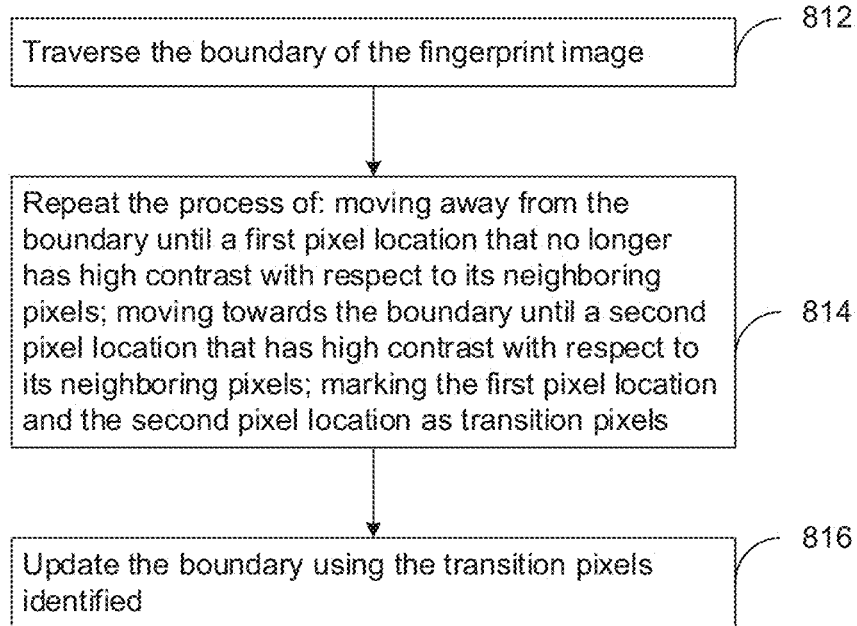 812
Traverse the boundary of the fingerprint image
Repeat the process of: moving away from the
boundary until a first pixel location that no longer
has high contrast with respect to its neighboring
pixels; moving towards the boundary until a second
pixel location that has high contrast with respect to
its neighboring pixels; marking the first pixel location
and the second pixel location as transition pixels
814
Update the boundary using the transition pixels
identified
816